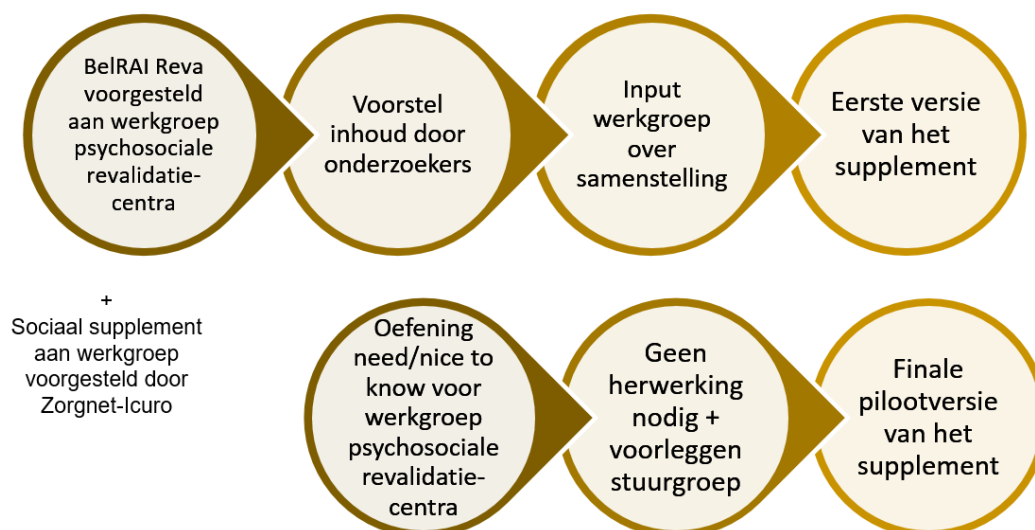 BelRAI Reva
voorgesteld
aan werkgroep
psychosociale
revalidatie-
centra
Voorstel
inhoud door
onderzoekers
Input
werkgroep
over
samenstelling
Eerste versie
van het
supplement
+
Sociaal supplement
aan werkgroep
voorgesteld door
Zorgnet-Icuro
Oefening
need/nice to
know voor
werkgroep
psychosociale
revalidatie-
centra
Geen
herwerking
nodig +
voorleggen
stuurgroep
Finale
pilootversie
van het
supplement